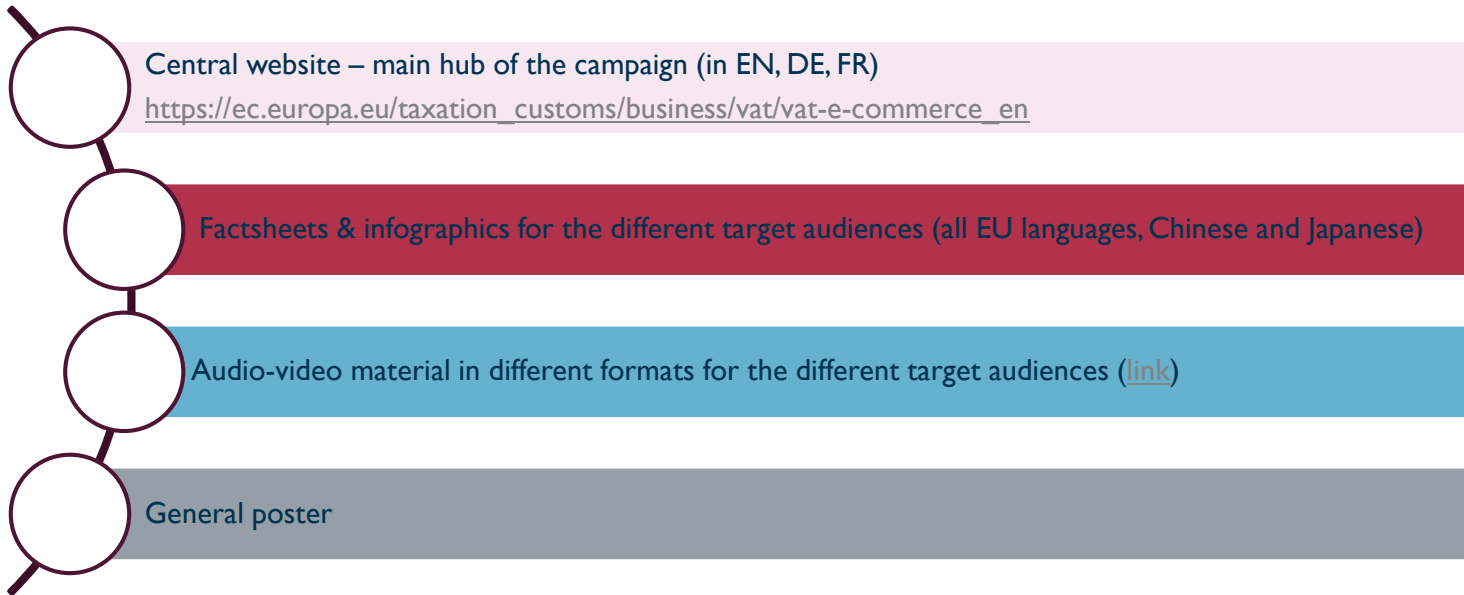 Central website – main hub of the campaign (in EN, DE, FR)
https://ec.europa.eu/taxation_customs/business/vat/vat-e-commerce_en
Factsheets & infographics for the different target audiences (all EU languages, Chinese and Japanese)
Audio-video material in different formats for the different target audiences (link)
General poster